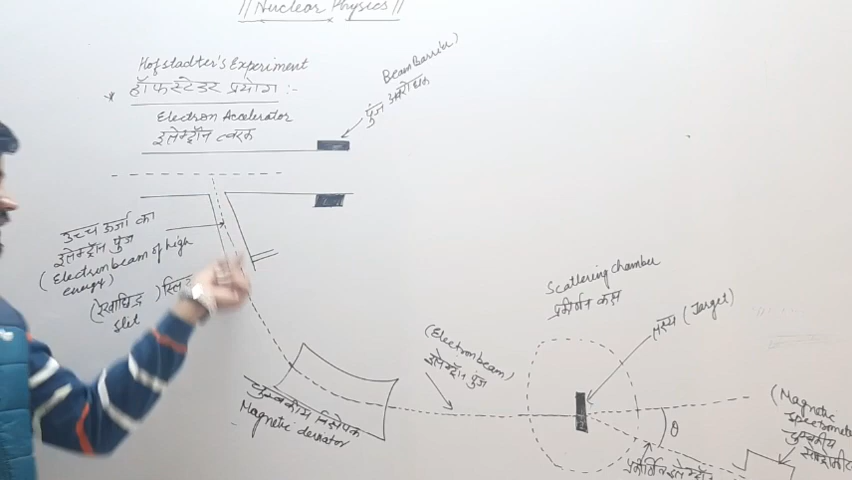 || Nuclear Physics ||
Hofstadter's Experiment
* हॉफस्टेडर प्रयोग :-
Electron Accelerator
इलेक्ट्रॉन त्वरक
Beam Barrier)
पुंज अवरोधक
उच्च ऊर्जा का
इलेक्ट्रॉन पुंज
(Electron beam of high
energy)
(रेखाछिद्र)
slit
चुम्बकीय विक्षेपक
Magnetic deviator
(Electron beam)
इलेक्ट्रॉन पुंज
Scattering chamber
प्रकीर्णन कक्ष
लक्ष्य (Target)
θ
प्रकीर्णित इलेक्ट्रॉन
(Magnetic
Spectrometer
चुम्बकीय